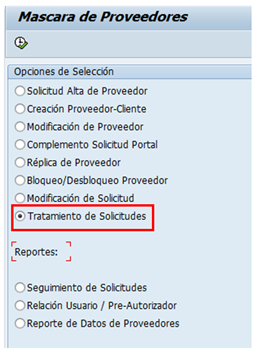 Mascara de Proveedores
Opciones de Selección
Solicitud Alta de Proveedor
Creación Proveedor-Cliente
Modificación de Proveedor
Complemento Solicitud Portal
Réplica de Proveedor
Bloqueo/Desbloqueo Proveedor
Modificación de Solicitud
Tratamiento de Solicitudes
Reportes:
Seguimiento de Solicitudes
Relación Usuario / Pre-Autorizador
Reporte de Datos de Proveedores